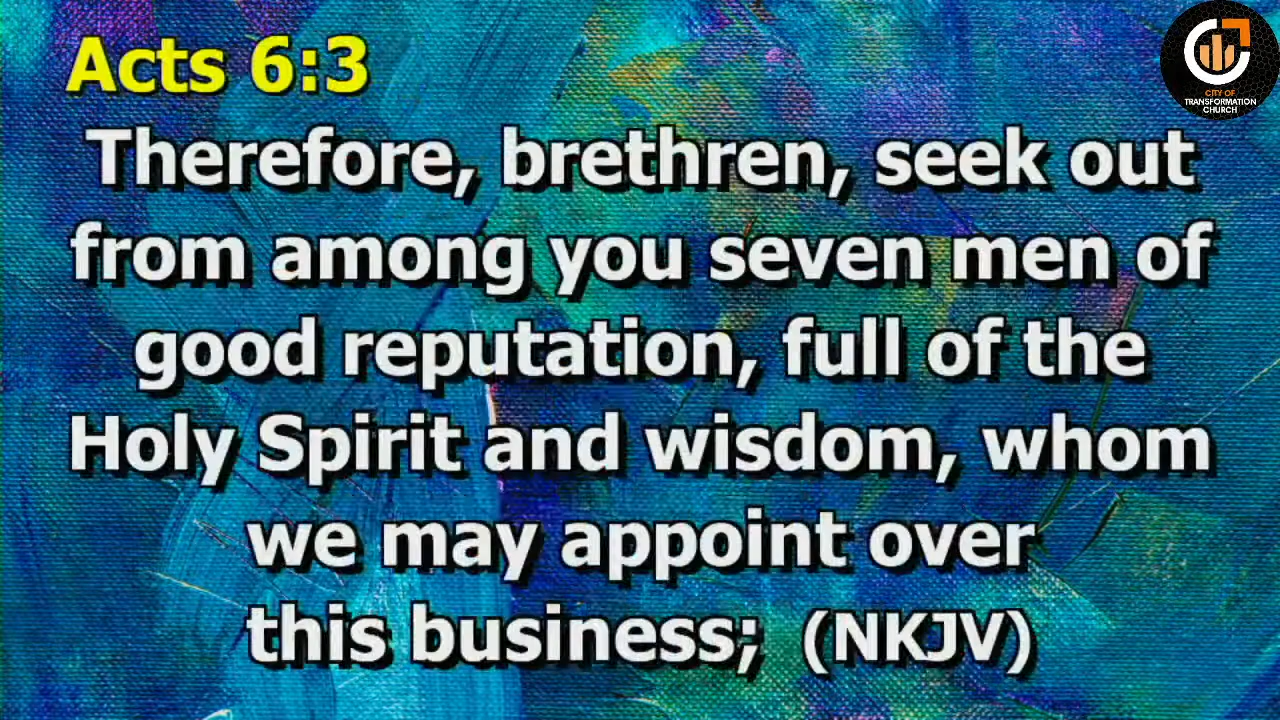 Acts 6:3
CITY OF
TRANSFORMATION
CHURCH
Therefore, brethren, seek out
from among you seven men of
good reputation, full of the
Holy Spirit and wisdom, whom
we may appoint over
this business; (NKJV)